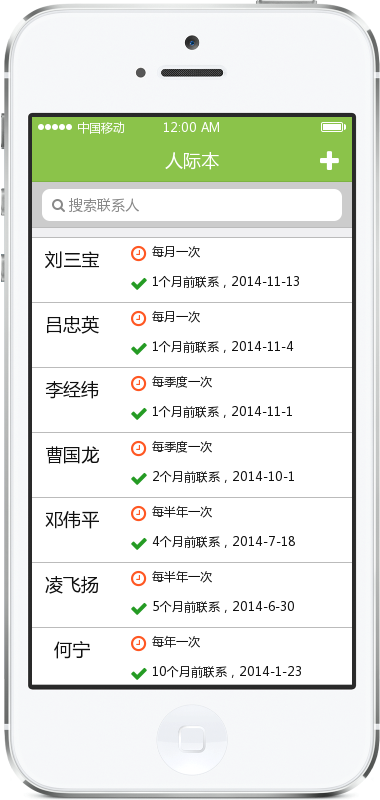 中国移动 12:00 AM
人际本
搜索联系人
刘三宝 每月一次
1个月前联系，2014-11-13
吕忠英 每月一次
1个月前联系，2014-11-4
李经纬 每季度一次
1个月前联系，2014-11-1
曹国龙 每季度一次
2个月前联系，2014-10-1
邓伟平 每半年一次
4个月前联系，2014-7-18
凌飞扬 每半年一次
5个月前联系，2014-6-30
何宁 每年一次
10个月前联系，2014-1-23